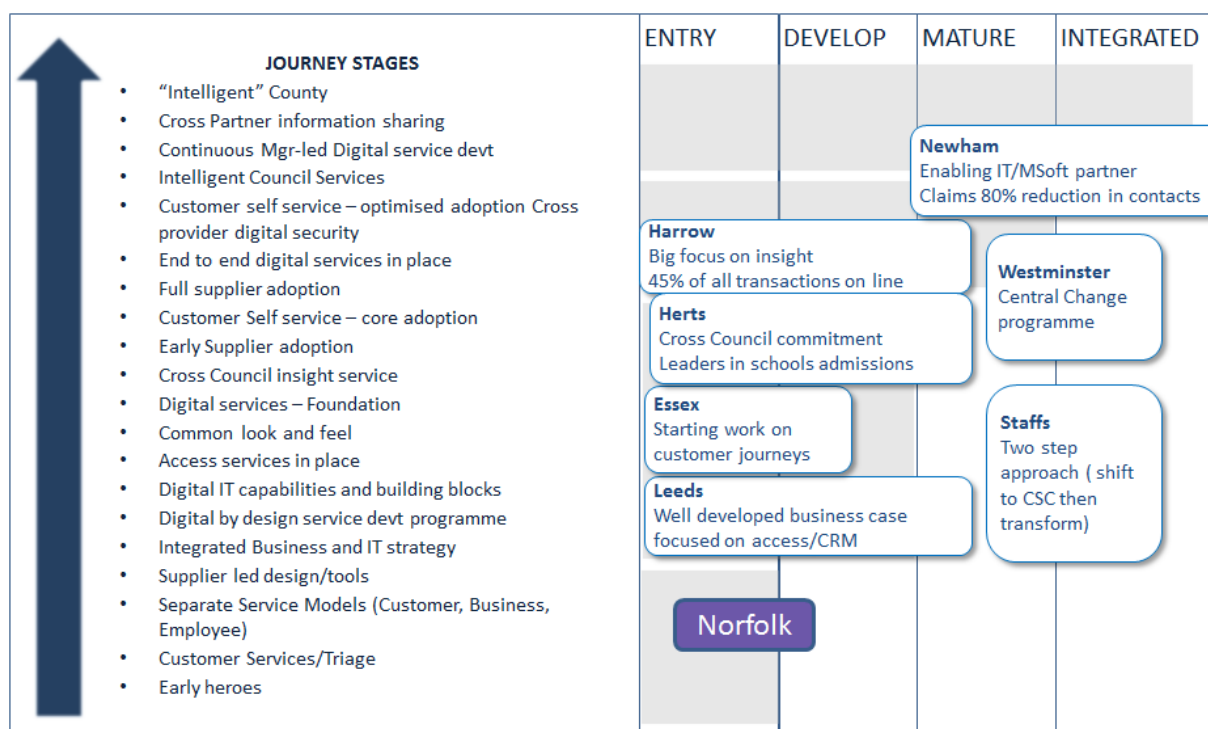 JOURNEY STAGES
• “Intelligent” County
• Cross Partner information sharing
• Continuous Mgr-led Digital service devt
• Intelligent Council Services
• Customer self service – optimised adoption Cross
provider digital security
• End to end digital services in place
• Full supplier adoption
• Customer Self service – core adoption
• Early Supplier adoption
• Cross Council insight service
• Digital services – Foundation
• Common look and feel
• Access services in place
• Digital IT capabilities and building blocks
• Digital by design service devt programme
• Integrated Business and IT strategy
• Supplier led design/tools
• Separate Service Models (Customer, Business,
Employee)
• Customer Services/Triage
• Early heroes
ENTRY
DEVELOP
MATURE
INTEGRATED
Newham
Enabling IT/MSoft partner
Claims 80% reduction in contacts
Harrow
Big focus on insight
45% of all transactions on line
Westminster
Central Change
programme
Herts
Cross Council commitment
Leaders in schools admissions
Essex
Starting work on
customer journeys
Staffs
Two step
approach ( shift
to CSC then
transform)
Leeds
Well developed business case
focused on access/CRM
Norfolk